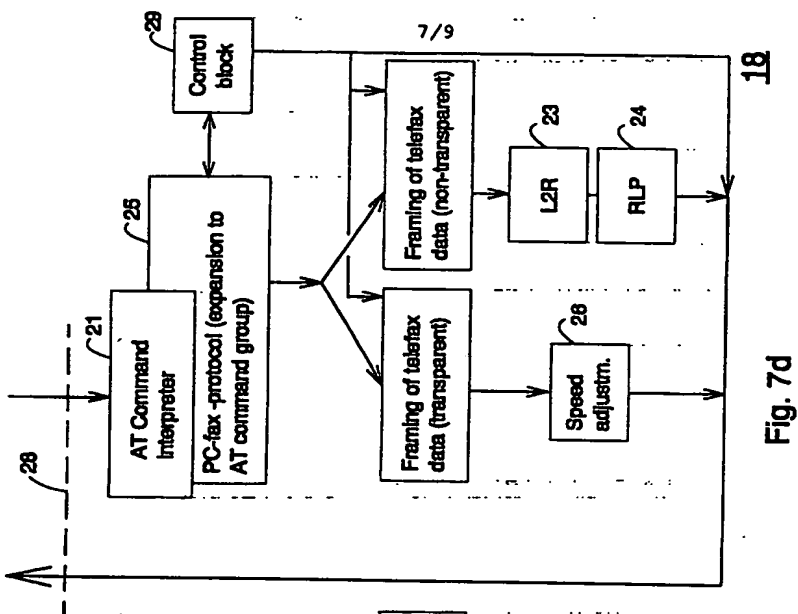 7/9
28
21
AT Command
Interpreter
25
PC-fax -protocol (expansion to
AT command group)
29
Control
block
Framing of telefax
data (transparent)
Framing of telefax
data (non-transparent)
26
Speed
adjustm.
23
L2R
24
RLP
18
Fig. 7d